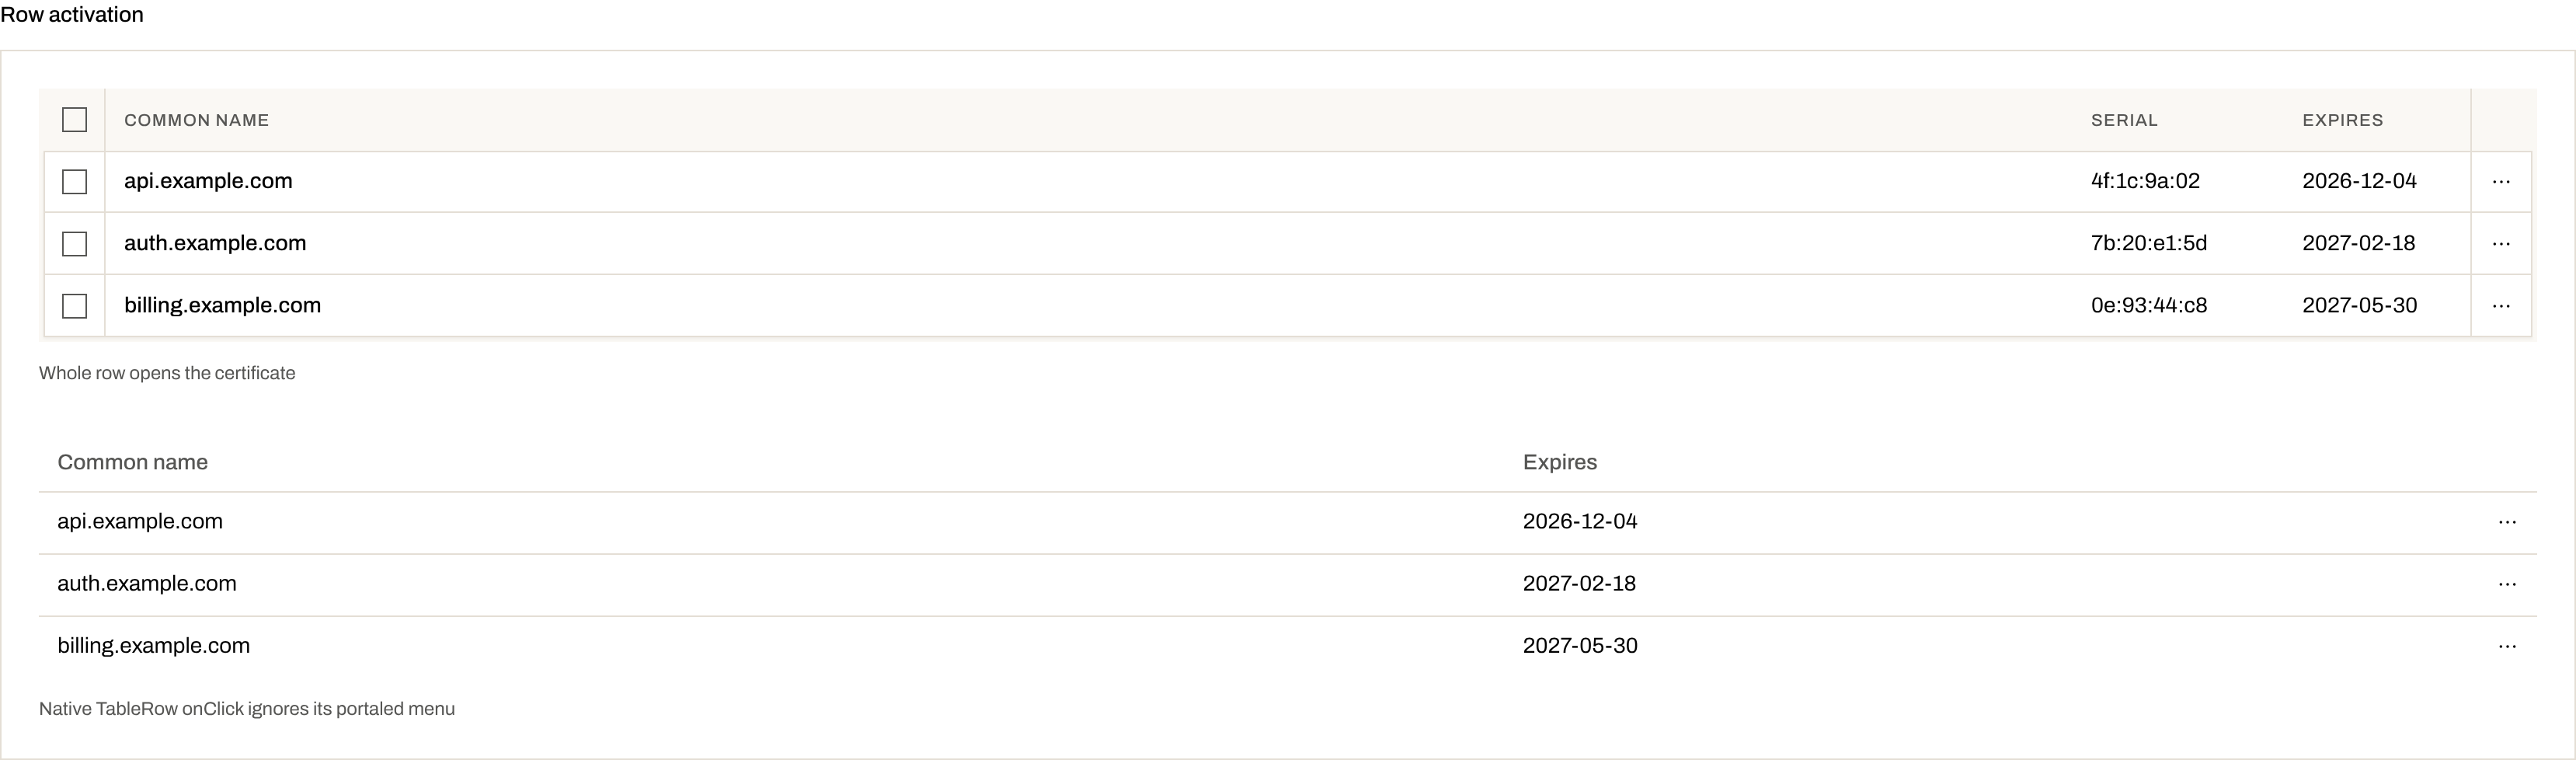 Row activation
COMMON NAME SERIAL EXPIRES
api.example.com 4f:1c:9a:02 2026-12-04 ...
auth.example.com 7b:20:e1:5d 2027-02-18 ...
billing.example.com 0e:93:44:c8 2027-05-30 ...
Whole row opens the certificate
Common name Expires
api.example.com 2026-12-04 ...
auth.example.com 2027-02-18 ...
billing.example.com 2027-05-30 ...
Native TableRow onClick ignores its portaled menu